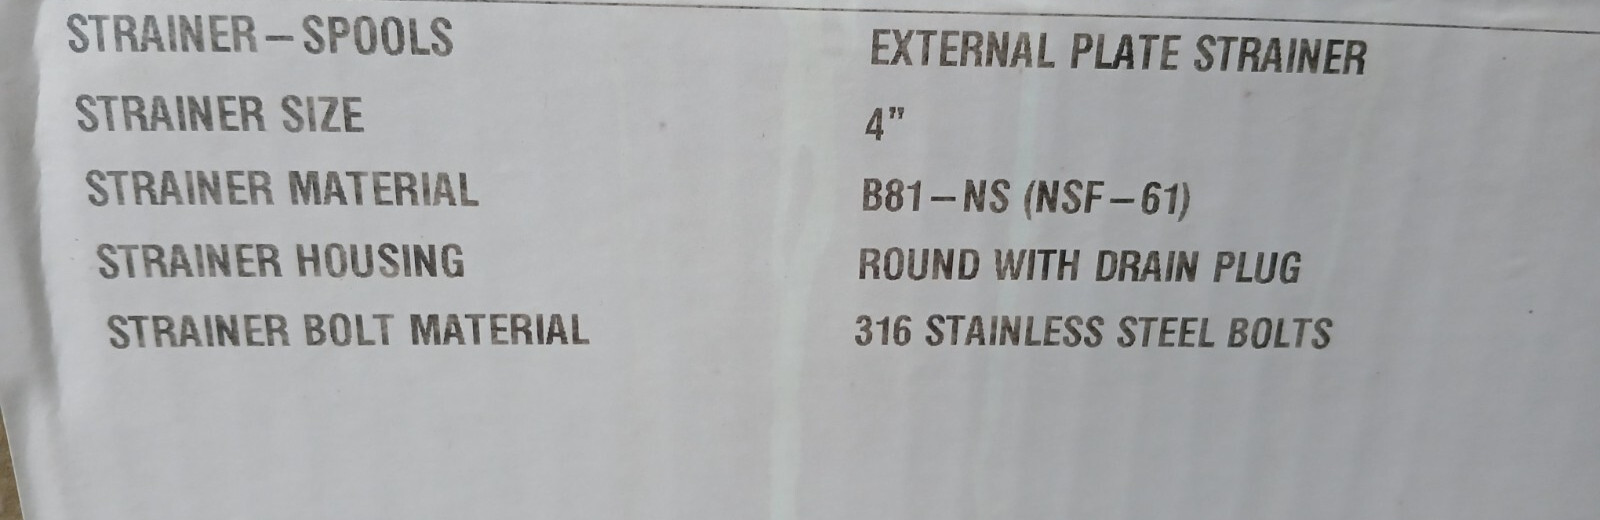 STRAINER-SPOOLS EXTERNAL PLATE STRAINER
STRAINER SIZE 4"
STRAINER MATERIAL B81-NS (NSF-61)
STRAINER HOUSING ROUND WITH DRAIN PLUG
STRAINER BOLT MATERIAL 316 STAINLESS STEEL BOLTS